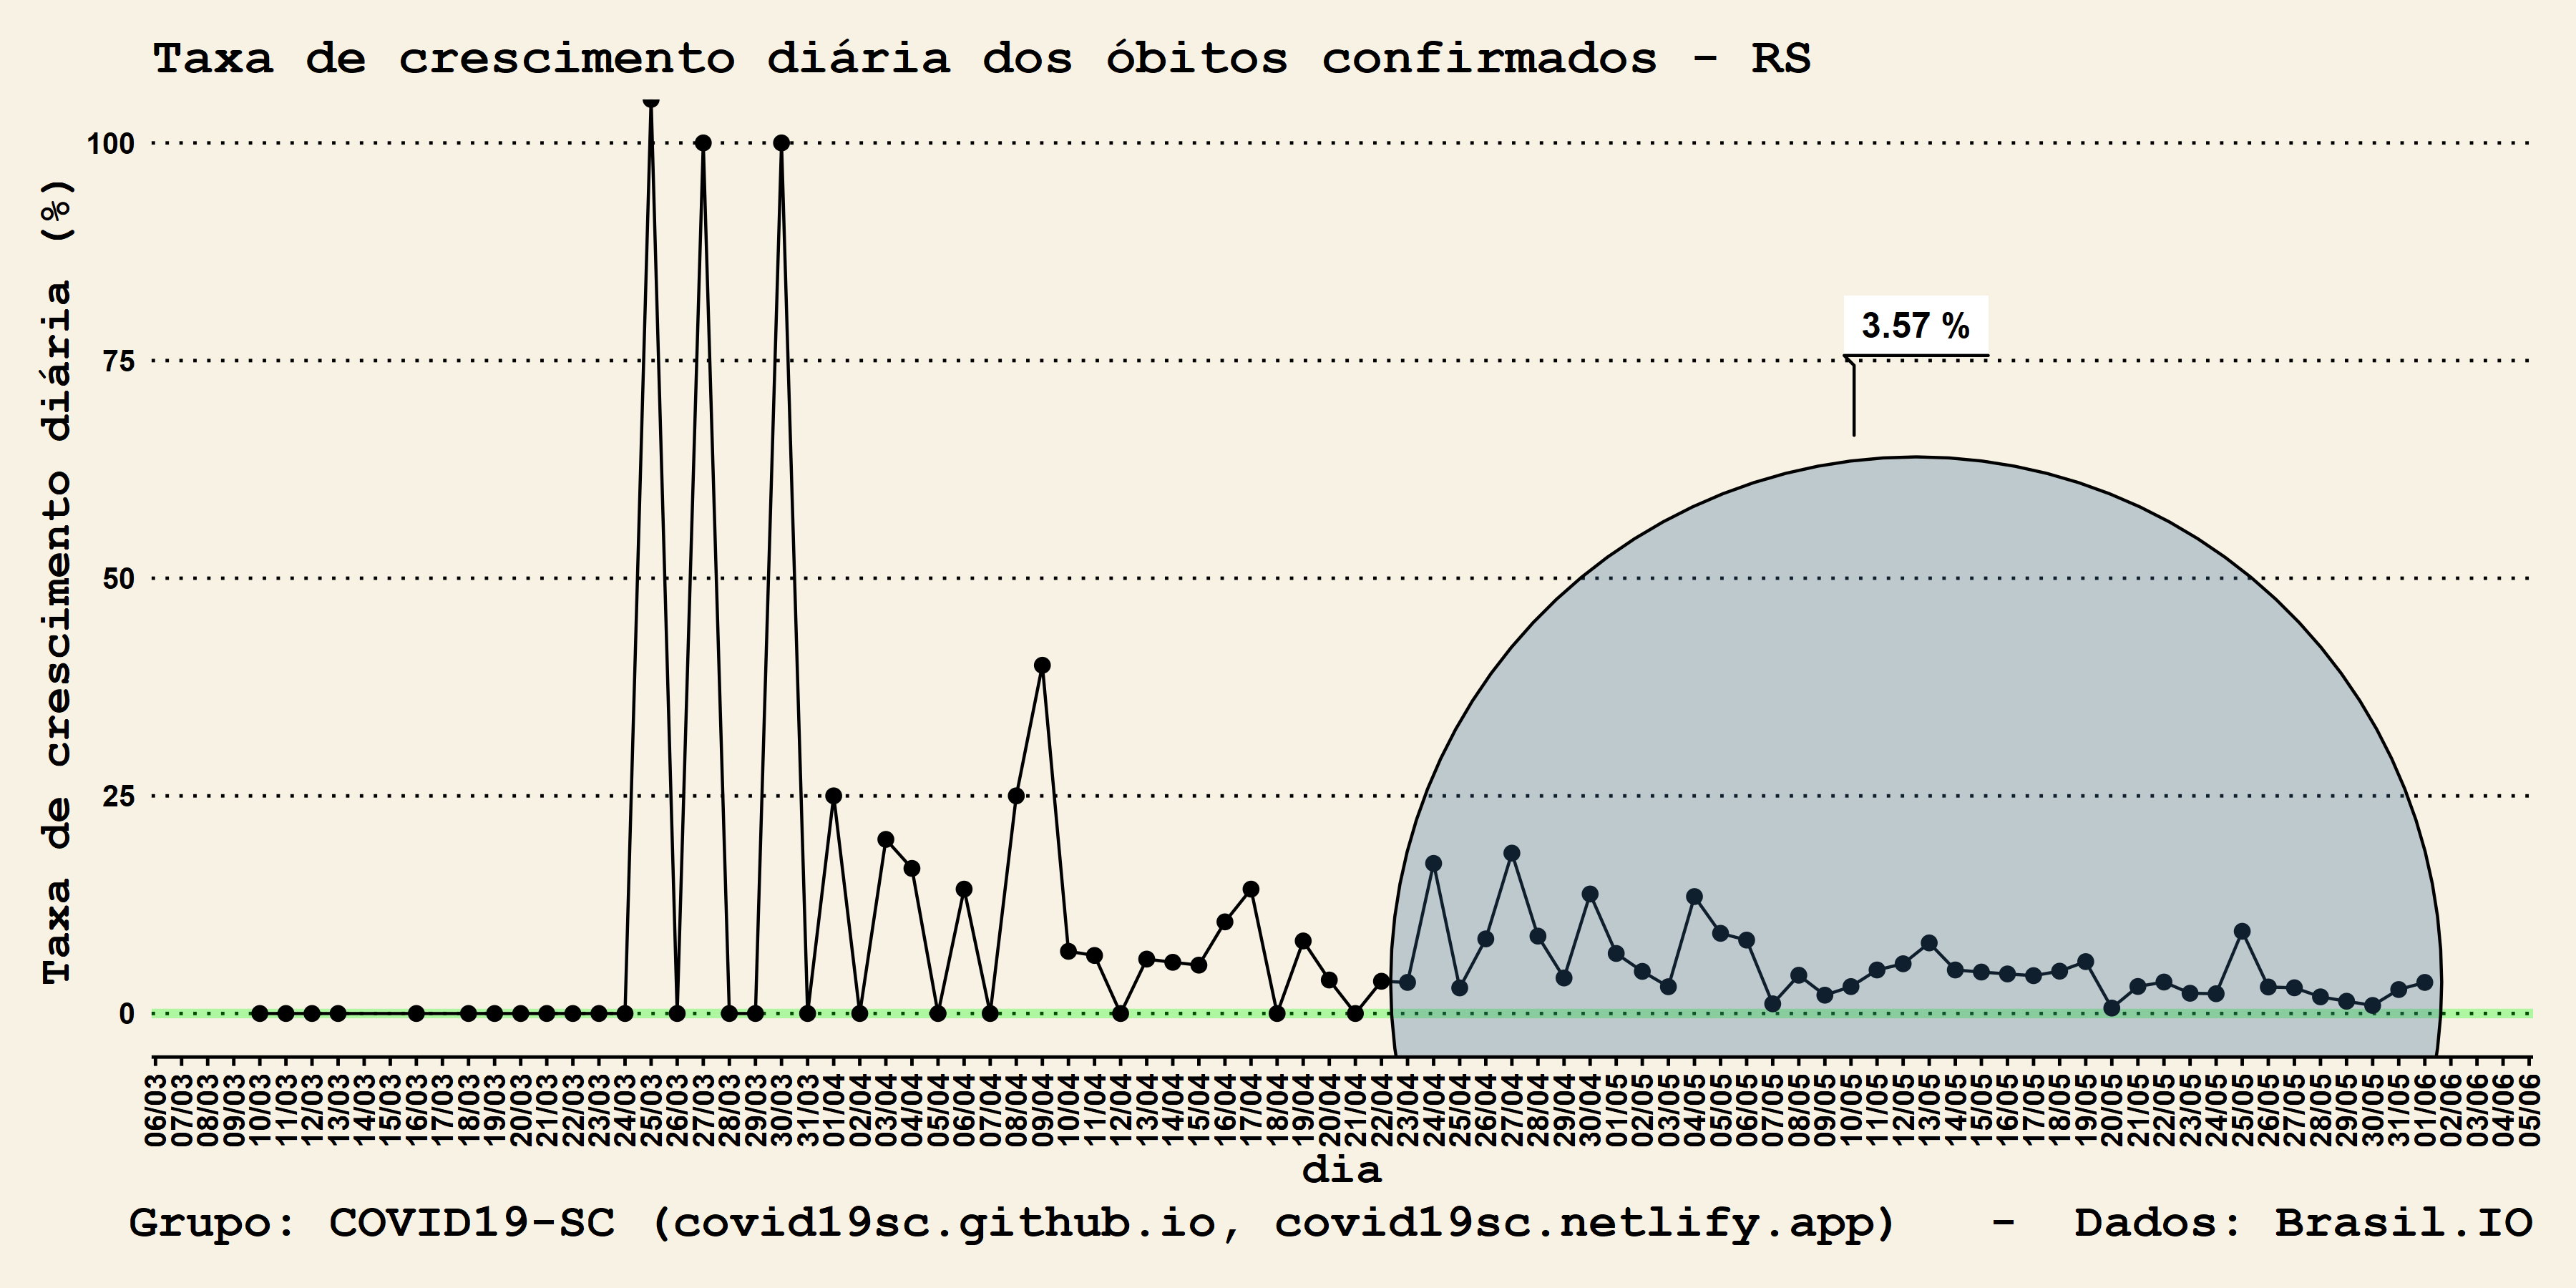 Taxa de crescimento diária dos óbitos confirmados - RS
Taxa de crescimento diária (%)
100
75
50
25
0
3.57 %
06/03 07/03 08/03 09/03 10/03 11/03 12/03 13/03 14/03 15/03 16/03 17/03 18/03 19/03 20/03 21/03 22/03 23/03 24/03 25/03 26/03 27/03 28/03 29/03 30/03 31/03 01/04 02/04 03/04 04/04 05/04 06/04 07/04 08/04 09/04 10/04 11/04 12/04 13/04 14/04 15/04 16/04 17/04 18/04 19/04 20/04 21/04 22/04 23/04 24/04 25/04 26/04 27/04 28/04 29/04 30/04 01/05 02/05 03/05 04/05 05/05 06/05 07/05 08/05 09/05 10/05 11/05 12/05 13/05 14/05 15/05 16/05 17/05 18/05 19/05 20/05 21/05 22/05 23/05 24/05 25/05 26/05 27/05 28/05 29/05 30/05 31/05 01/06 02/06 03/06 04/06 05/06
dia
Grupo: COVID19-SC (covid19sc.github.io, covid19sc.netlify.app) - Dados: Brasil.IO